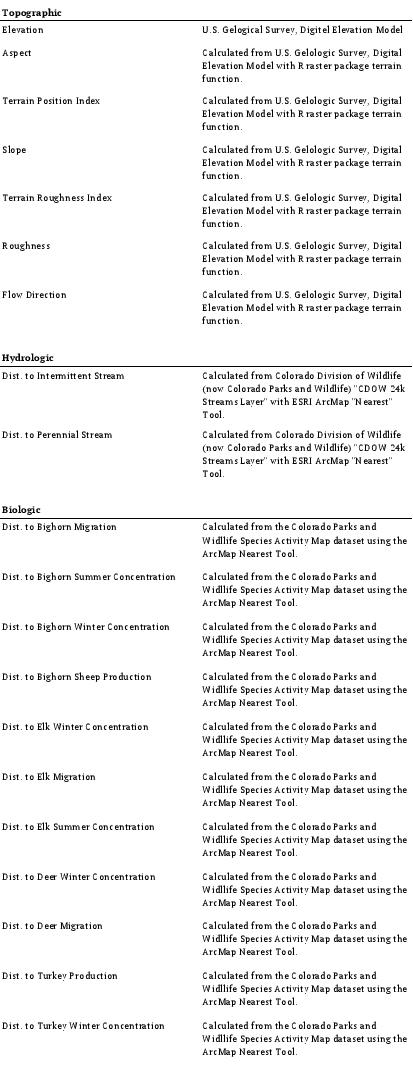 Topographic
Elevation U.S. Gelogical Survey, Digitel Elevation Model
Aspect Calculated from U.S. Gelologic Survey, Digital
Elevation Model with R raster package terrain
function.
Terrain Position Index Calculated from U.S. Gelologic Survey, Digital
Elevation Model with R raster package terrain
function.
Slope Calculated from U.S. Gelologic Survey, Digital
Elevation Model with R raster package terrain
function.
Terrain Roughness Index Calculated from U.S. Gelologic Survey, Digital
Elevation Model with R raster package terrain
function.
Roughness Calculated from U.S. Gelologic Survey, Digital
Elevation Model with R raster package terrain
function.
Flow Direction Calculated from U.S. Gelologic Survey, Digital
Elevation Model with R raster package terrain
function.
Hydrologic
Dist. to Intermittent Stream Calculated from Colorado Division of Wildlife
(now Colorado Parks and Wildlife) "CDOW 24k
Streams Layer" with ESRI ArcMap "Nearest"
Tool.
Dist. to Perennial Stream Calculated from Colorado Division of Wildlife
(now Colorado Parks and Wildlife) "CDOW 24k
Streams Layer" with ESRI ArcMap "Nearest"
Tool.
Biologic
Dist. to Bighorn Migration Calculated from the Colorado Parks and
Widllife Species Activity Map dataset using the
ArcMap Nearest Tool.
Dist. to Bighorn Summer Concentration Calculated from the Colorado Parks and
Widllife Species Activity Map dataset using the
ArcMap Nearest Tool.
Dist. to Bighorn Winter Concentration Calculated from the Colorado Parks and
Widllife Species Activity Map dataset using the
ArcMap Nearest Tool.
Dist. to Bighorn Sheep Production Calculated from the Colorado Parks and
Widllife Species Activity Map dataset using the
ArcMap Nearest Tool.
Dist. to Elk Winter Concentration Calculated from the Colorado Parks and
Widllife Species Activity Map dataset using the
ArcMap Nearest Tool.
Dist. to Elk Migration Calculated from the Colorado Parks and
Widllife Species Activity Map dataset using the
ArcMap Nearest Tool.
Dist. to Elk Summer Concentration Calculated from the Colorado Parks and
Widllife Species Activity Map dataset using the
ArcMap Nearest Tool.
Dist. to Deer Winter Concentration Calculated from the Colorado Parks and
Widllife Species Activity Map dataset using the
ArcMap Nearest Tool.
Dist. to Deer Migration Calculated from the Colorado Parks and
Widllife Species Activity Map dataset using the
ArcMap Nearest Tool.
Dist. to Turkey Production Calculated from the Colorado Parks and
Widllife Species Activity Map dataset using the
ArcMap Nearest Tool.
Dist. to Turkey Winter Concentration Calculated from the Colorado Parks and
Widllife Species Activity Map dataset using the
ArcMap Nearest Tool.